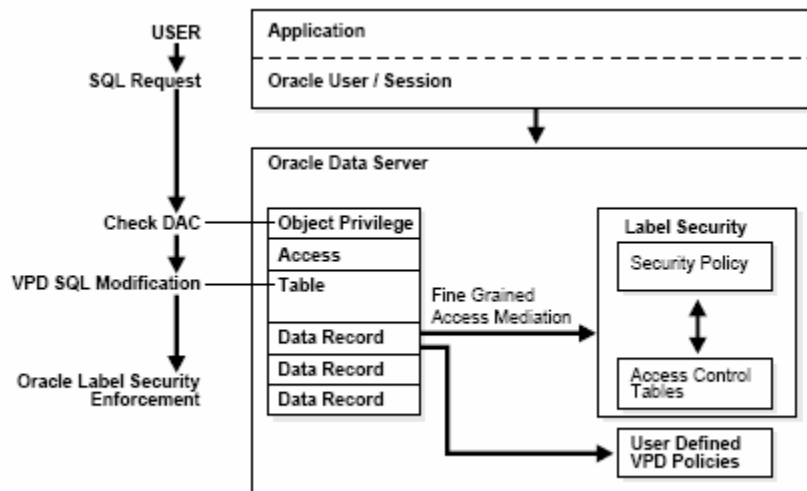 USER
SQL Request
Check DAC
VPD SQL Modification
Oracle Label Security
Enforcement
Application
Oracle User / Session
Oracle Data Server
Object Privilege
Access
Table
Data Record
Data Record
Data Record
Fine Grained
Access Mediation
Label Security
Security Policy
Access Control
Tables
User Defined
VPD Policies